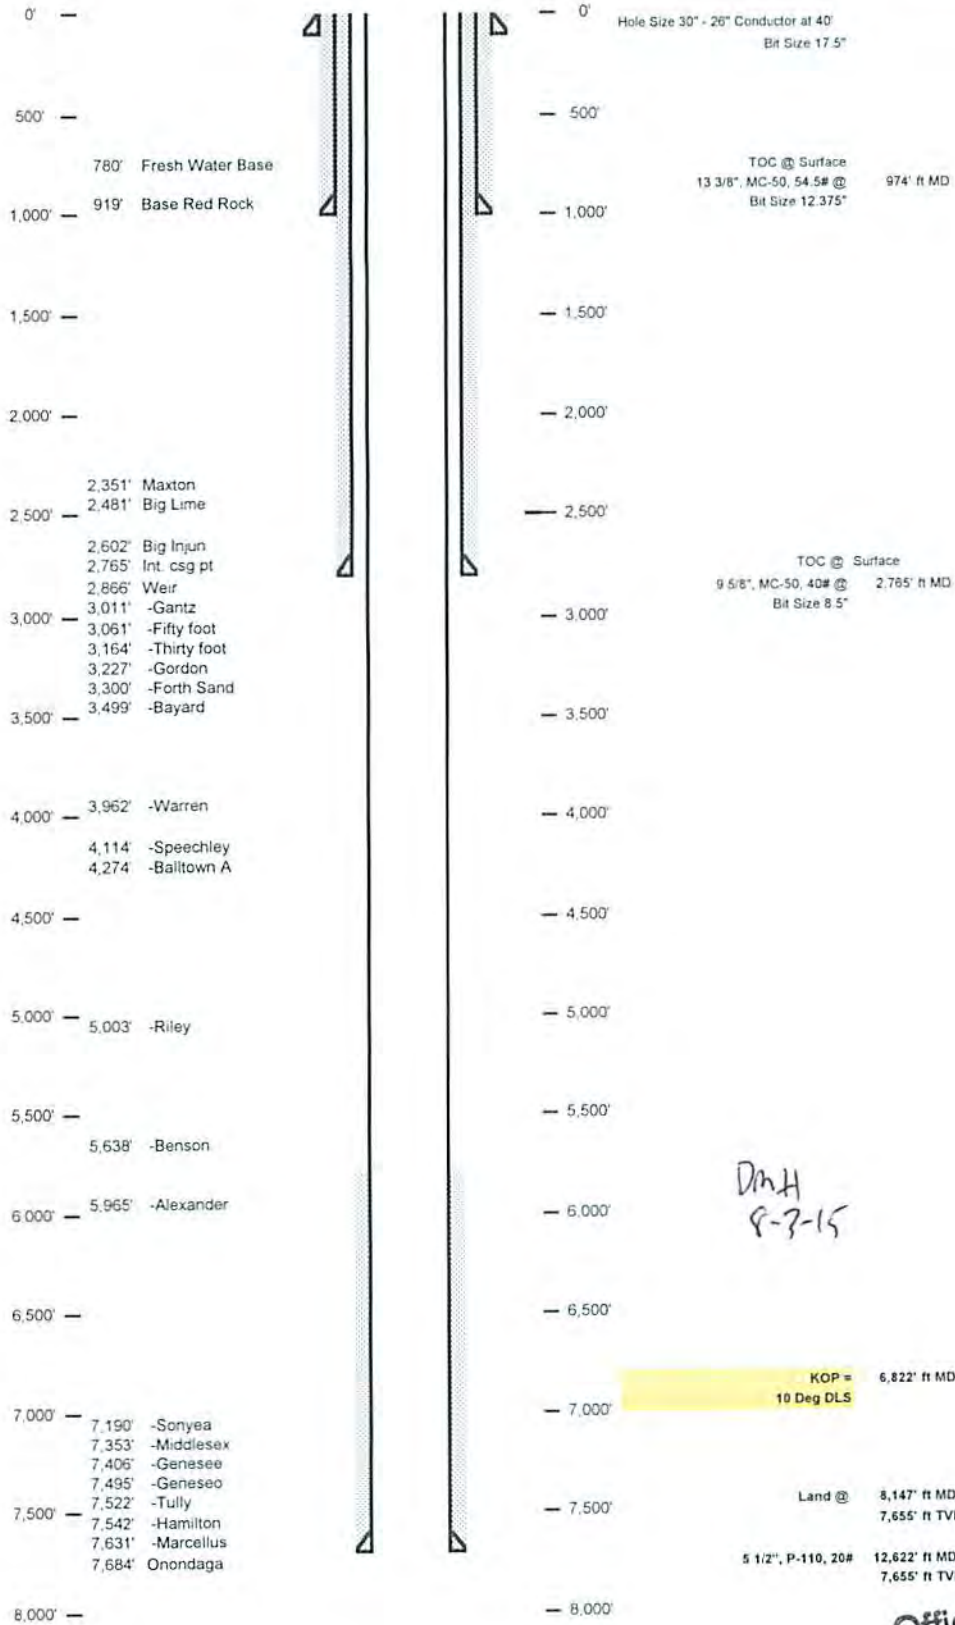 0' 0' Hole Size 30" - 26" Conductor at 40'
Bit Size 17.5"
500' 500'
780' Fresh Water Base TOC @ Surface
13 3/8", MC-50, 54.5# @ 974' ft MD
919' Base Red Rock Bit Size 12.375"
1,000' 1,000'
1,500' 1,500'
2,000' 2,000'
2,351' Maxton
2,481' Big Lime
2,500' 2,500'
2,602' Big Injun
2,765' Int. csg pt TOC @ Surface
9 5/8", MC-50, 40# @ 2,765' ft MD
2,866' Weir Bit Size 8.5"
3,011' -Gantz
3,000' 3,000'
3,061' -Fifty foot
3,164' -Thirty foot
3,227' -Gordon
3,300' -Forth Sand
3,499' -Bayard
3,500' 3,500'
3,962' -Warren
4,000' 4,000'
4,114' -Speechley
4,274' -Balltown A
4,500' 4,500'
5,000' 5,000'
5,003' -Riley
5,500' 5,500'
5,638' -Benson
DMH
5,965' -Alexander
6,000' 6,000'
8-3-15
6,500' 6,500'
KOP = 6,822' ft MD
10 Deg DLS
7,000' 7,000'
7,190' -Sonyea
7,353' -Middlesex
7,406' -Genesee
7,495' -Geneseo Land @ 8,147' ft MD
7,500' 7,500'
7,522' -Tully 7,655' ft TV
7,542' -Hamilton
7,631' -Marcellus 5 1/2", P-110, 20# 12,622' ft MD
7,684' Onondaga 7,655' ft TV
8,000' 8,000'
Offi